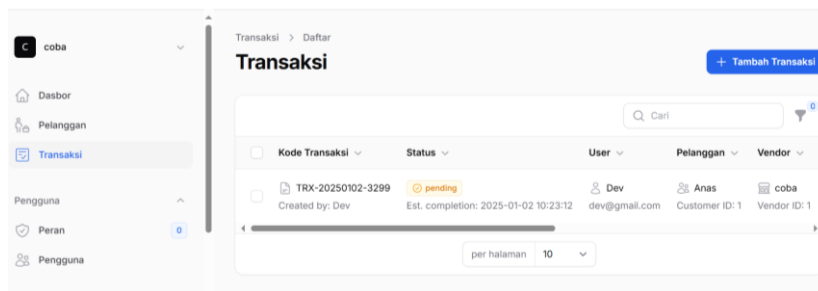 C coba
Dasbor
Pelanggan
Transaksi
Pengguna
Peran 0
Pengguna
Transaksi > Daftar
Transaksi
+ Tambah Transaksi
Cari
0
Kode Transaksi Status User Pelanggan Vendor
TRX-20250102-3299 pending Dev Anas coba
Created by: Dev Est. completion: 2025-01-02 10:23:12 dev@gmail.com Customer ID: 1 Vendor ID: 1
per halaman 10